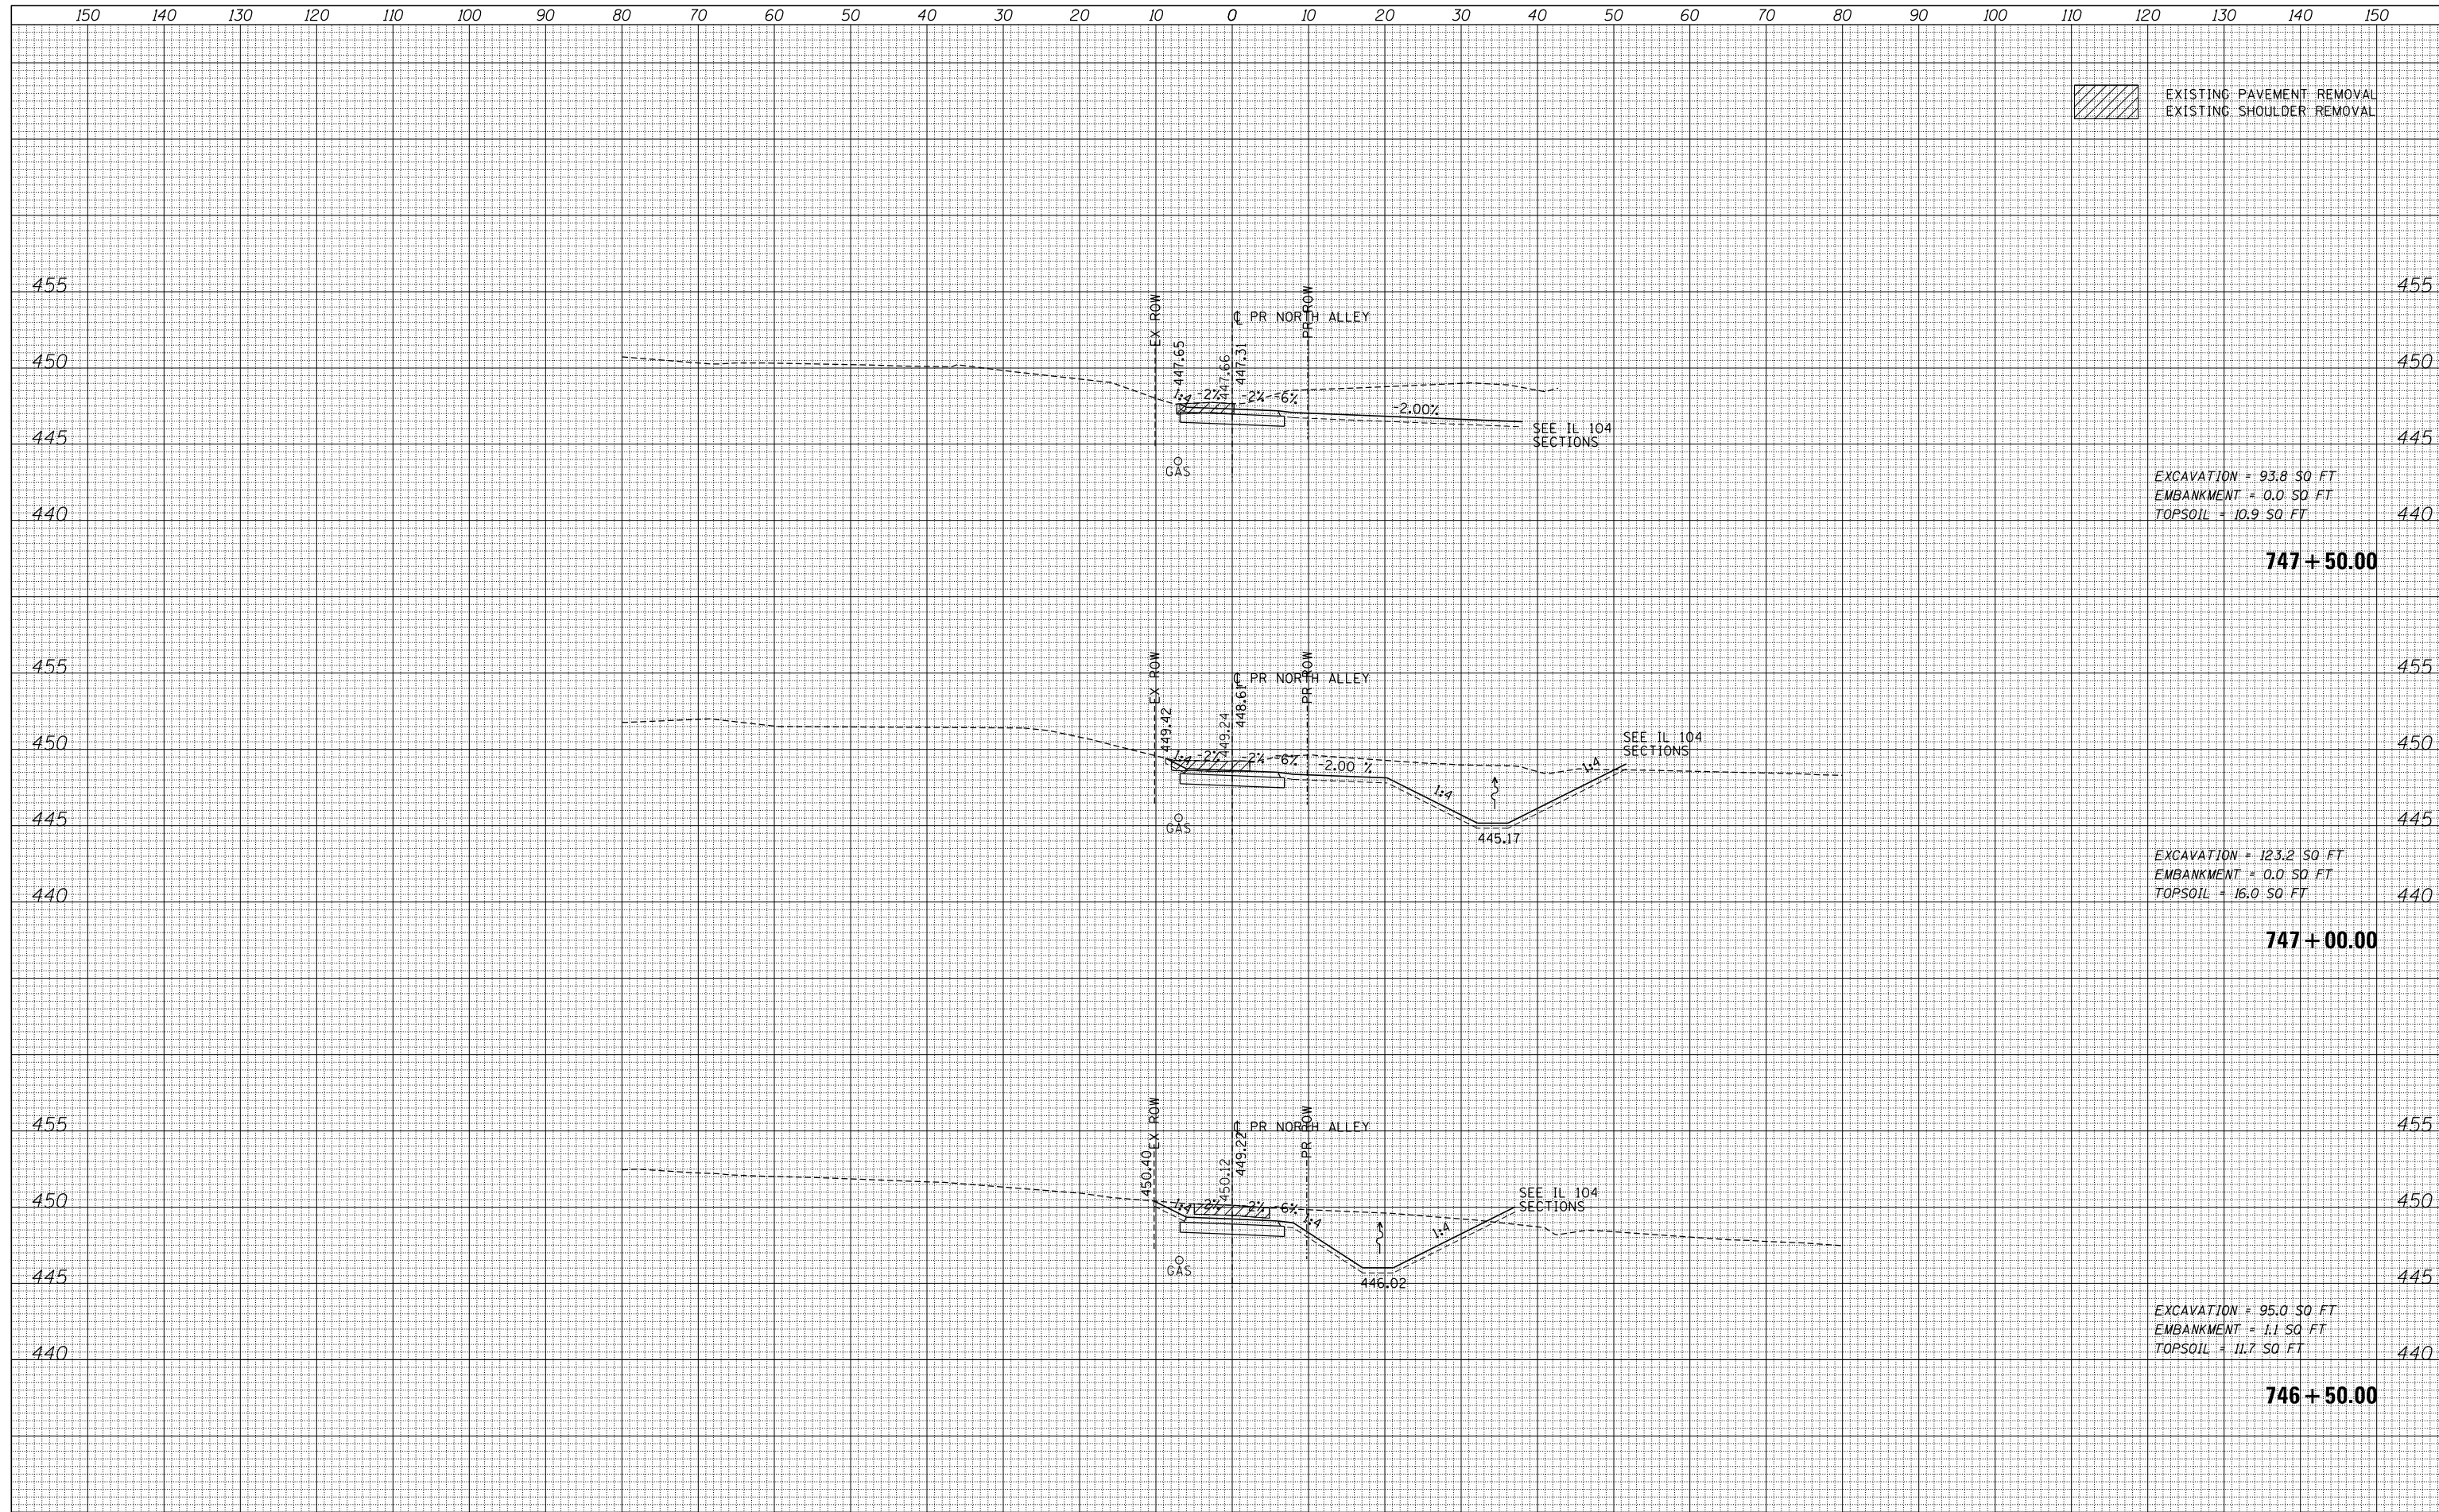 150 140 130 120 110 100 90 80 70 60 50 40 30 20 10 0 10 20 30 40 50 60 70 80 90 100 110 120 130 140 150
EXISTING PAVEMENT REMOVAL
EXISTING SHOULDER REMOVAL
455 455
EX ROW
PR ROW
℄ PR NORTH ALLEY
450 450
447.65
447.66
447.31
1:4 -2% -2% -6%
-2.00%
SEE IL 104
SECTIONS
445 445
GAS
EXCAVATION = 93.8 SQ FT
EMBANKMENT = 0.0 SQ FT
TOPSOIL = 10.9 SQ FT
440 440
747+50.00
455 455
EX ROW
PR ROW
℄ PR NORTH ALLEY
449.42
449.24
448.61
SEE IL 104
SECTIONS
450 450
1:4 -2% -2% -6% -2.00 %
1:4
1:4
445 445
GAS
445.17
EXCAVATION = 123.2 SQ FT
EMBANKMENT = 0.0 SQ FT
TOPSOIL = 16.0 SQ FT
440 440
747+00.00
455 455
EX ROW
PR ROW
℄ PR NORTH ALLEY
450.40
450.12
449.22
SEE IL 104
SECTIONS
450 450
1:4 -2% -2% -6%
1:4
1:4
445 445
GAS
446.02
EXCAVATION = 95.0 SQ FT
EMBANKMENT = 1.1 SQ FT
TOPSOIL = 11.7 SQ FT
440 440
746+50.00